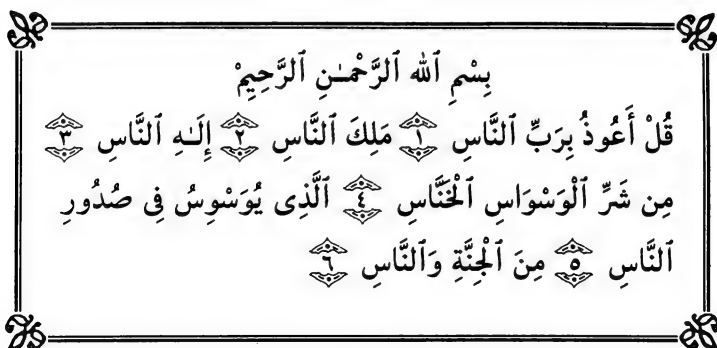 بِسْمِ ٱللهِ ٱلرَّحْمَـٰنِ ٱلرَّحِيمْ
قُلْ أَعُوذُ بِرَبِّ ٱلنَّاسِ ١ مَلِكَ ٱلنَّاسِ ٢ إِلَـٰهِ ٱلنَّاسِ ٣
مِن شَرِّ ٱلْوَسْوَاسِ ٱلْخَنَّاسِ ٤ ٱلَّذِى يُوَسْوِسُ فِى صُدُورِ
ٱلنَّاسِ ٥ مِنَ ٱلْجِنَّةِ وَٱلنَّاسِ ٦